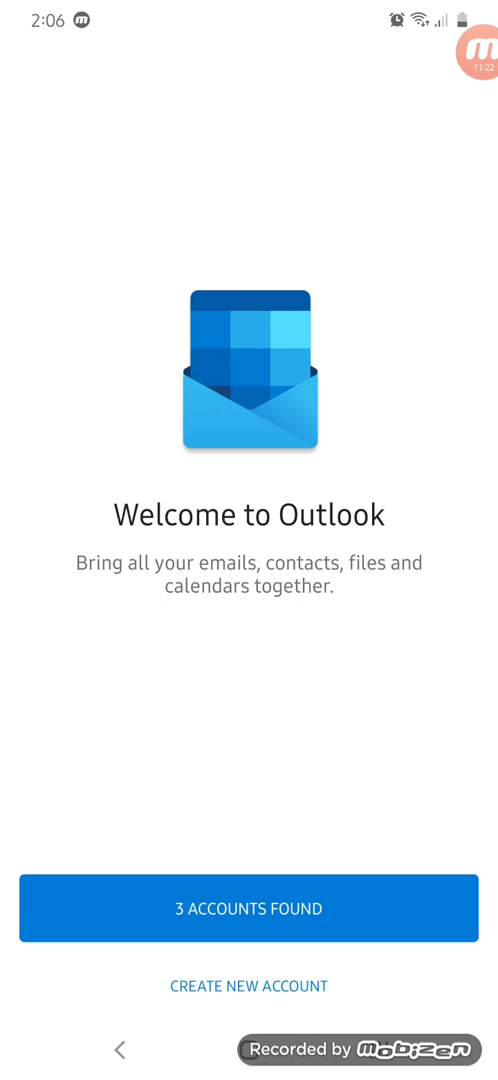 2:06
m
m
11:22
Welcome to Outlook
Bring all your emails, contacts, files and
calendars together.
3 ACCOUNTS FOUND
CREATE NEW ACCOUNT
Recorded by mobizen